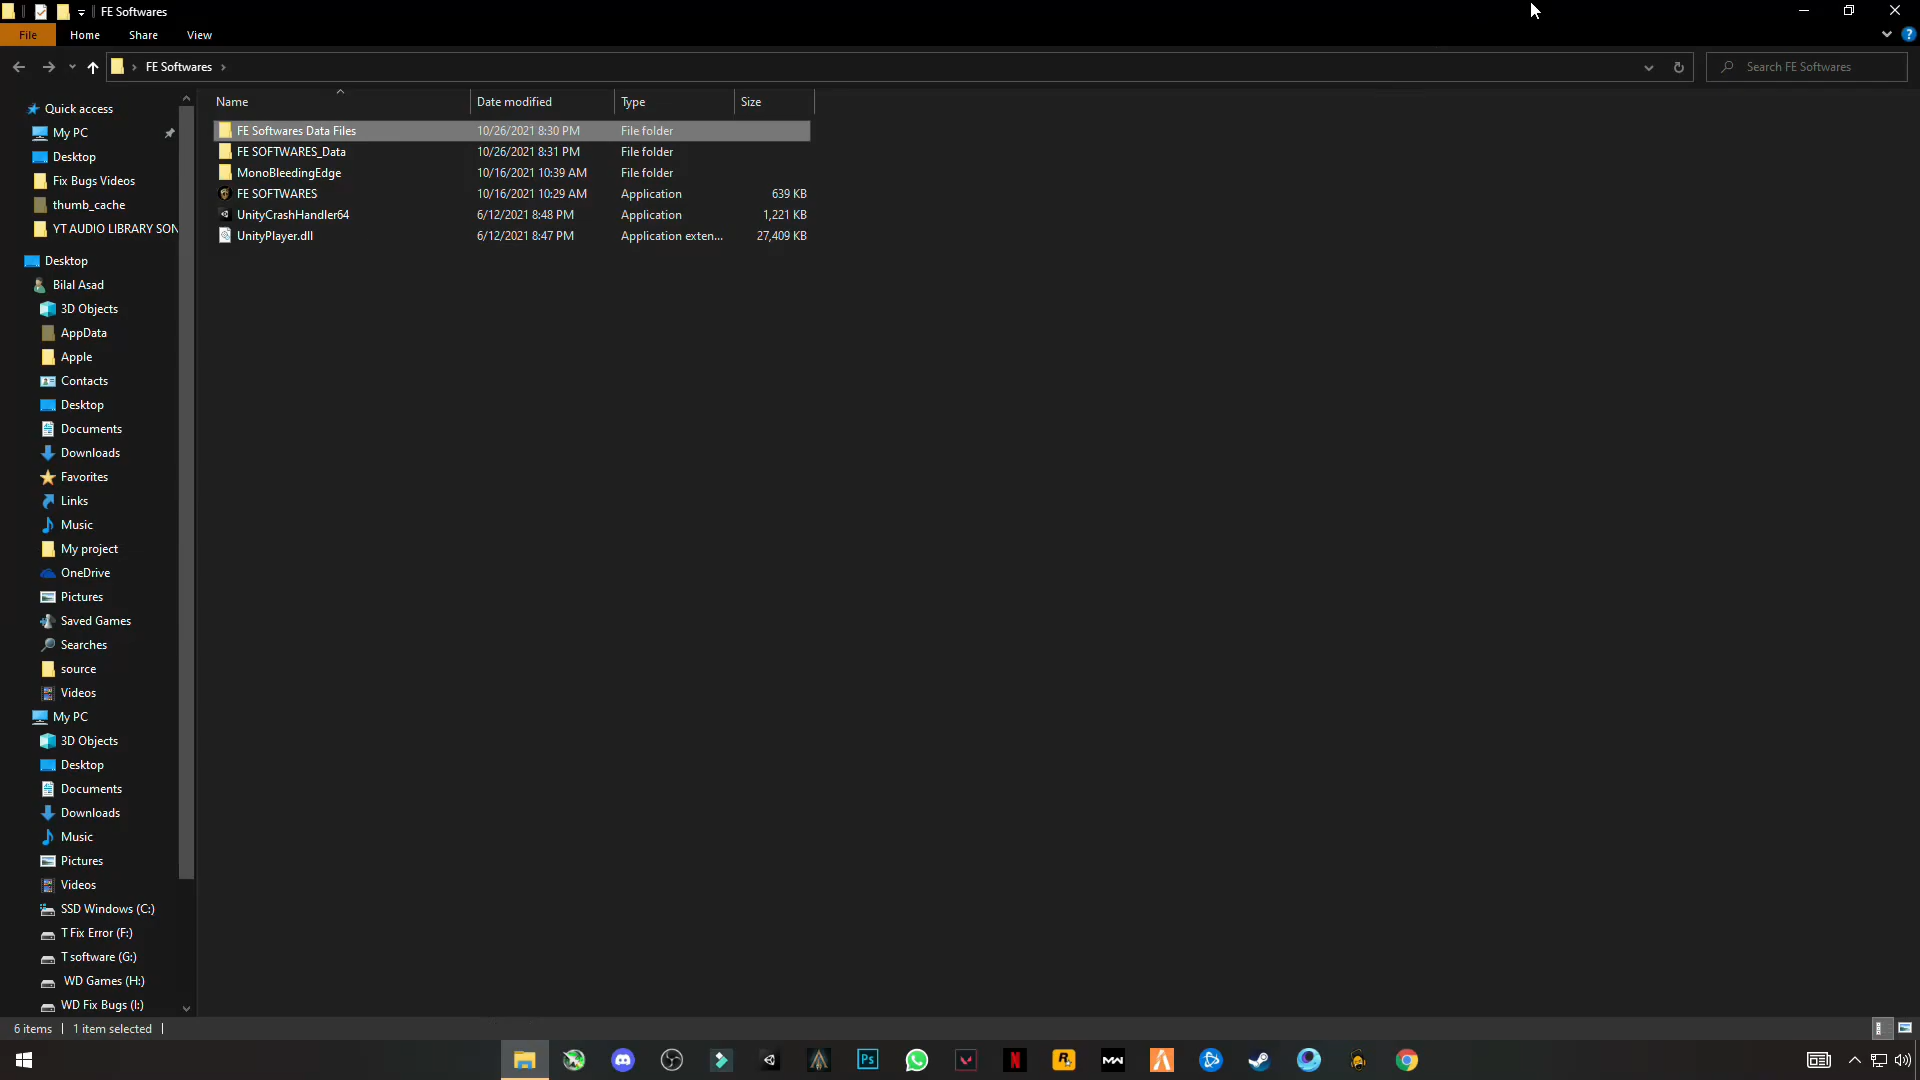 FE Softwares
File Home Share View
FE Softwares
Search FE Softwares
Name Date modified Type Size
FE Softwares Data Files 10/26/2021 8:30 PM File folder
FE SOFTWARES_Data 10/26/2021 8:31 PM File folder
MonoBleedingEdge 10/16/2021 10:39 AM File folder
FE SOFTWARES 10/16/2021 10:29 AM Application 639 KB
UnityCrashHandler64 6/12/2021 8:48 PM Application 1,221 KB
UnityPlayer.dll 6/12/2021 8:47 PM Application exten... 27,409 KB
Quick access
My PC
Desktop
Fix Bugs Videos
thumb_cache
YT AUDIO LIBRARY SON
Desktop
Bilal Asad
3D Objects
AppData
Apple
Contacts
Desktop
Documents
Downloads
Favorites
Links
Music
My project
OneDrive
Pictures
Saved Games
Searches
source
Videos
My PC
3D Objects
Desktop
Documents
Downloads
Music
Pictures
Videos
SSD Windows (C:)
T Fix Error (F:)
T software (G:)
WD Games (H:)
WD Fix Bugs (I:)
6 items 1 item selected